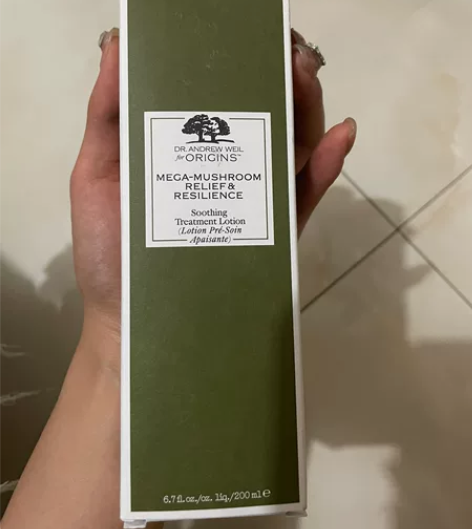 DR. ANDREW WEIL
for ORIGINS™
MEGA-MUSHROOM
RELIEF &
RESILIENCE
Soothing
Treatment Lotion
(Lotion Pré-Soin
Apaisante)
6.7 fl.oz./oz. liq./200 ml e